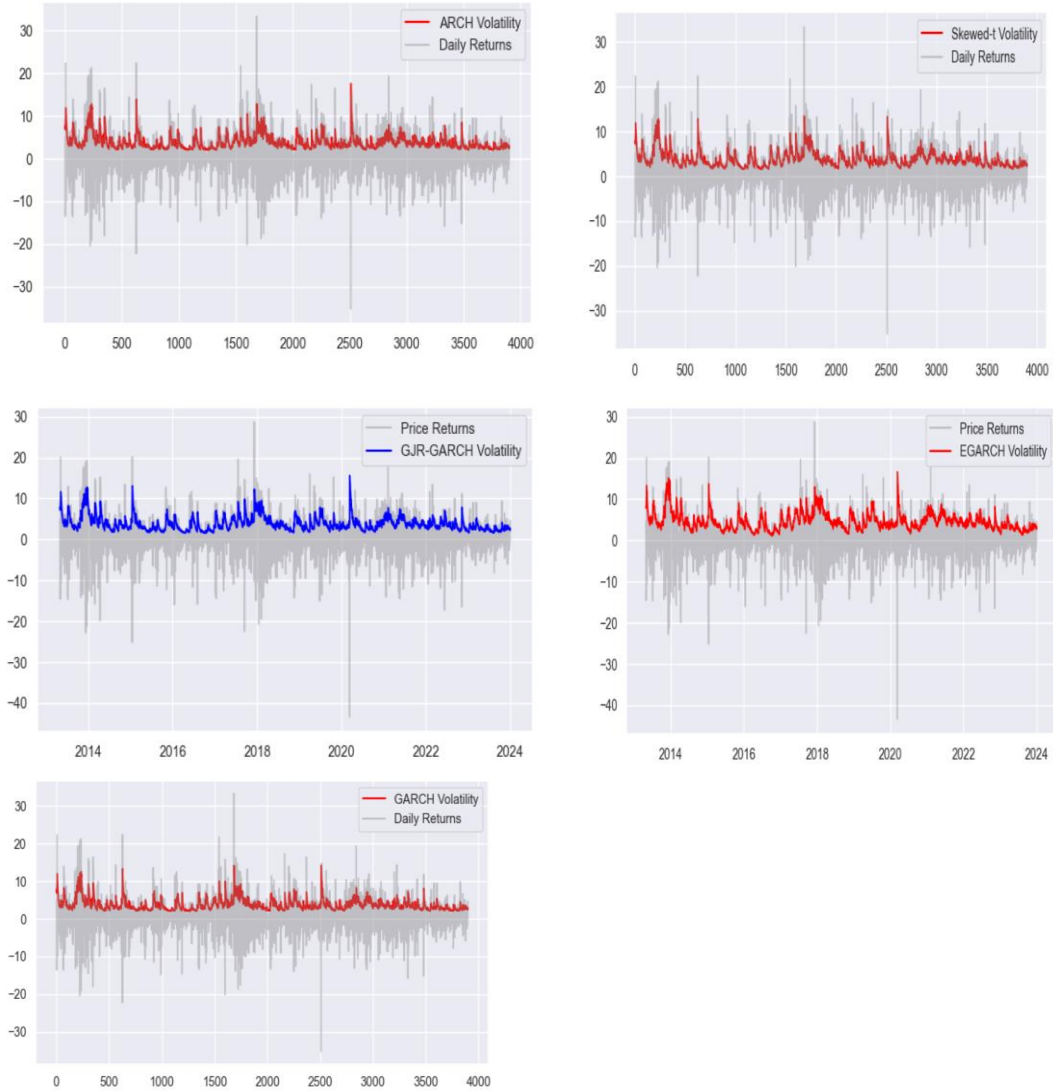 ARCH Volatility
Daily Returns
30
20
10
0
−10
−20
−30
0 500 1000 1500 2000 2500 3000 3500 4000
Skewed-t Volatility
Daily Returns
30
20
10
0
−10
−20
−30
0 500 1000 1500 2000 2500 3000 3500 4000
Price Returns
GJR-GARCH Volatility
30
20
10
0
−10
−20
−30
−40
2014 2016 2018 2020 2022 2024
Price Returns
EGARCH Volatility
30
20
10
0
−10
−20
−30
−40
2014 2016 2018 2020 2022 2024
GARCH Volatility
Daily Returns
30
20
10
0
−10
−20
−30
0 500 1000 1500 2000 2500 3000 3500 4000